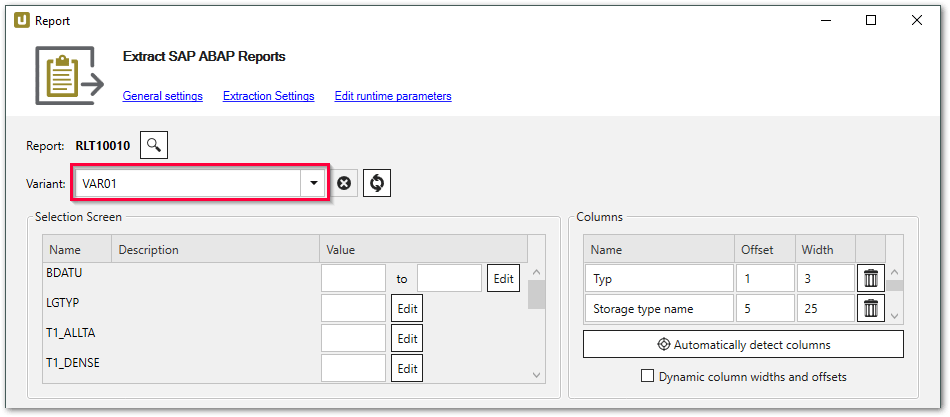 Report
Extract SAP ABAP Reports
General settings Extraction Settings Edit runtime parameters
Report: RLT10010
Variant: VAR01
Selection Screen
Name Description Value
BDATU to Edit
LGTYP Edit
T1_ALLTA Edit
T1_DENSE Edit
Columns
Name Offset Width
Typ 1 3
Storage type name 5 25
Automatically detect columns
Dynamic column widths and offsets